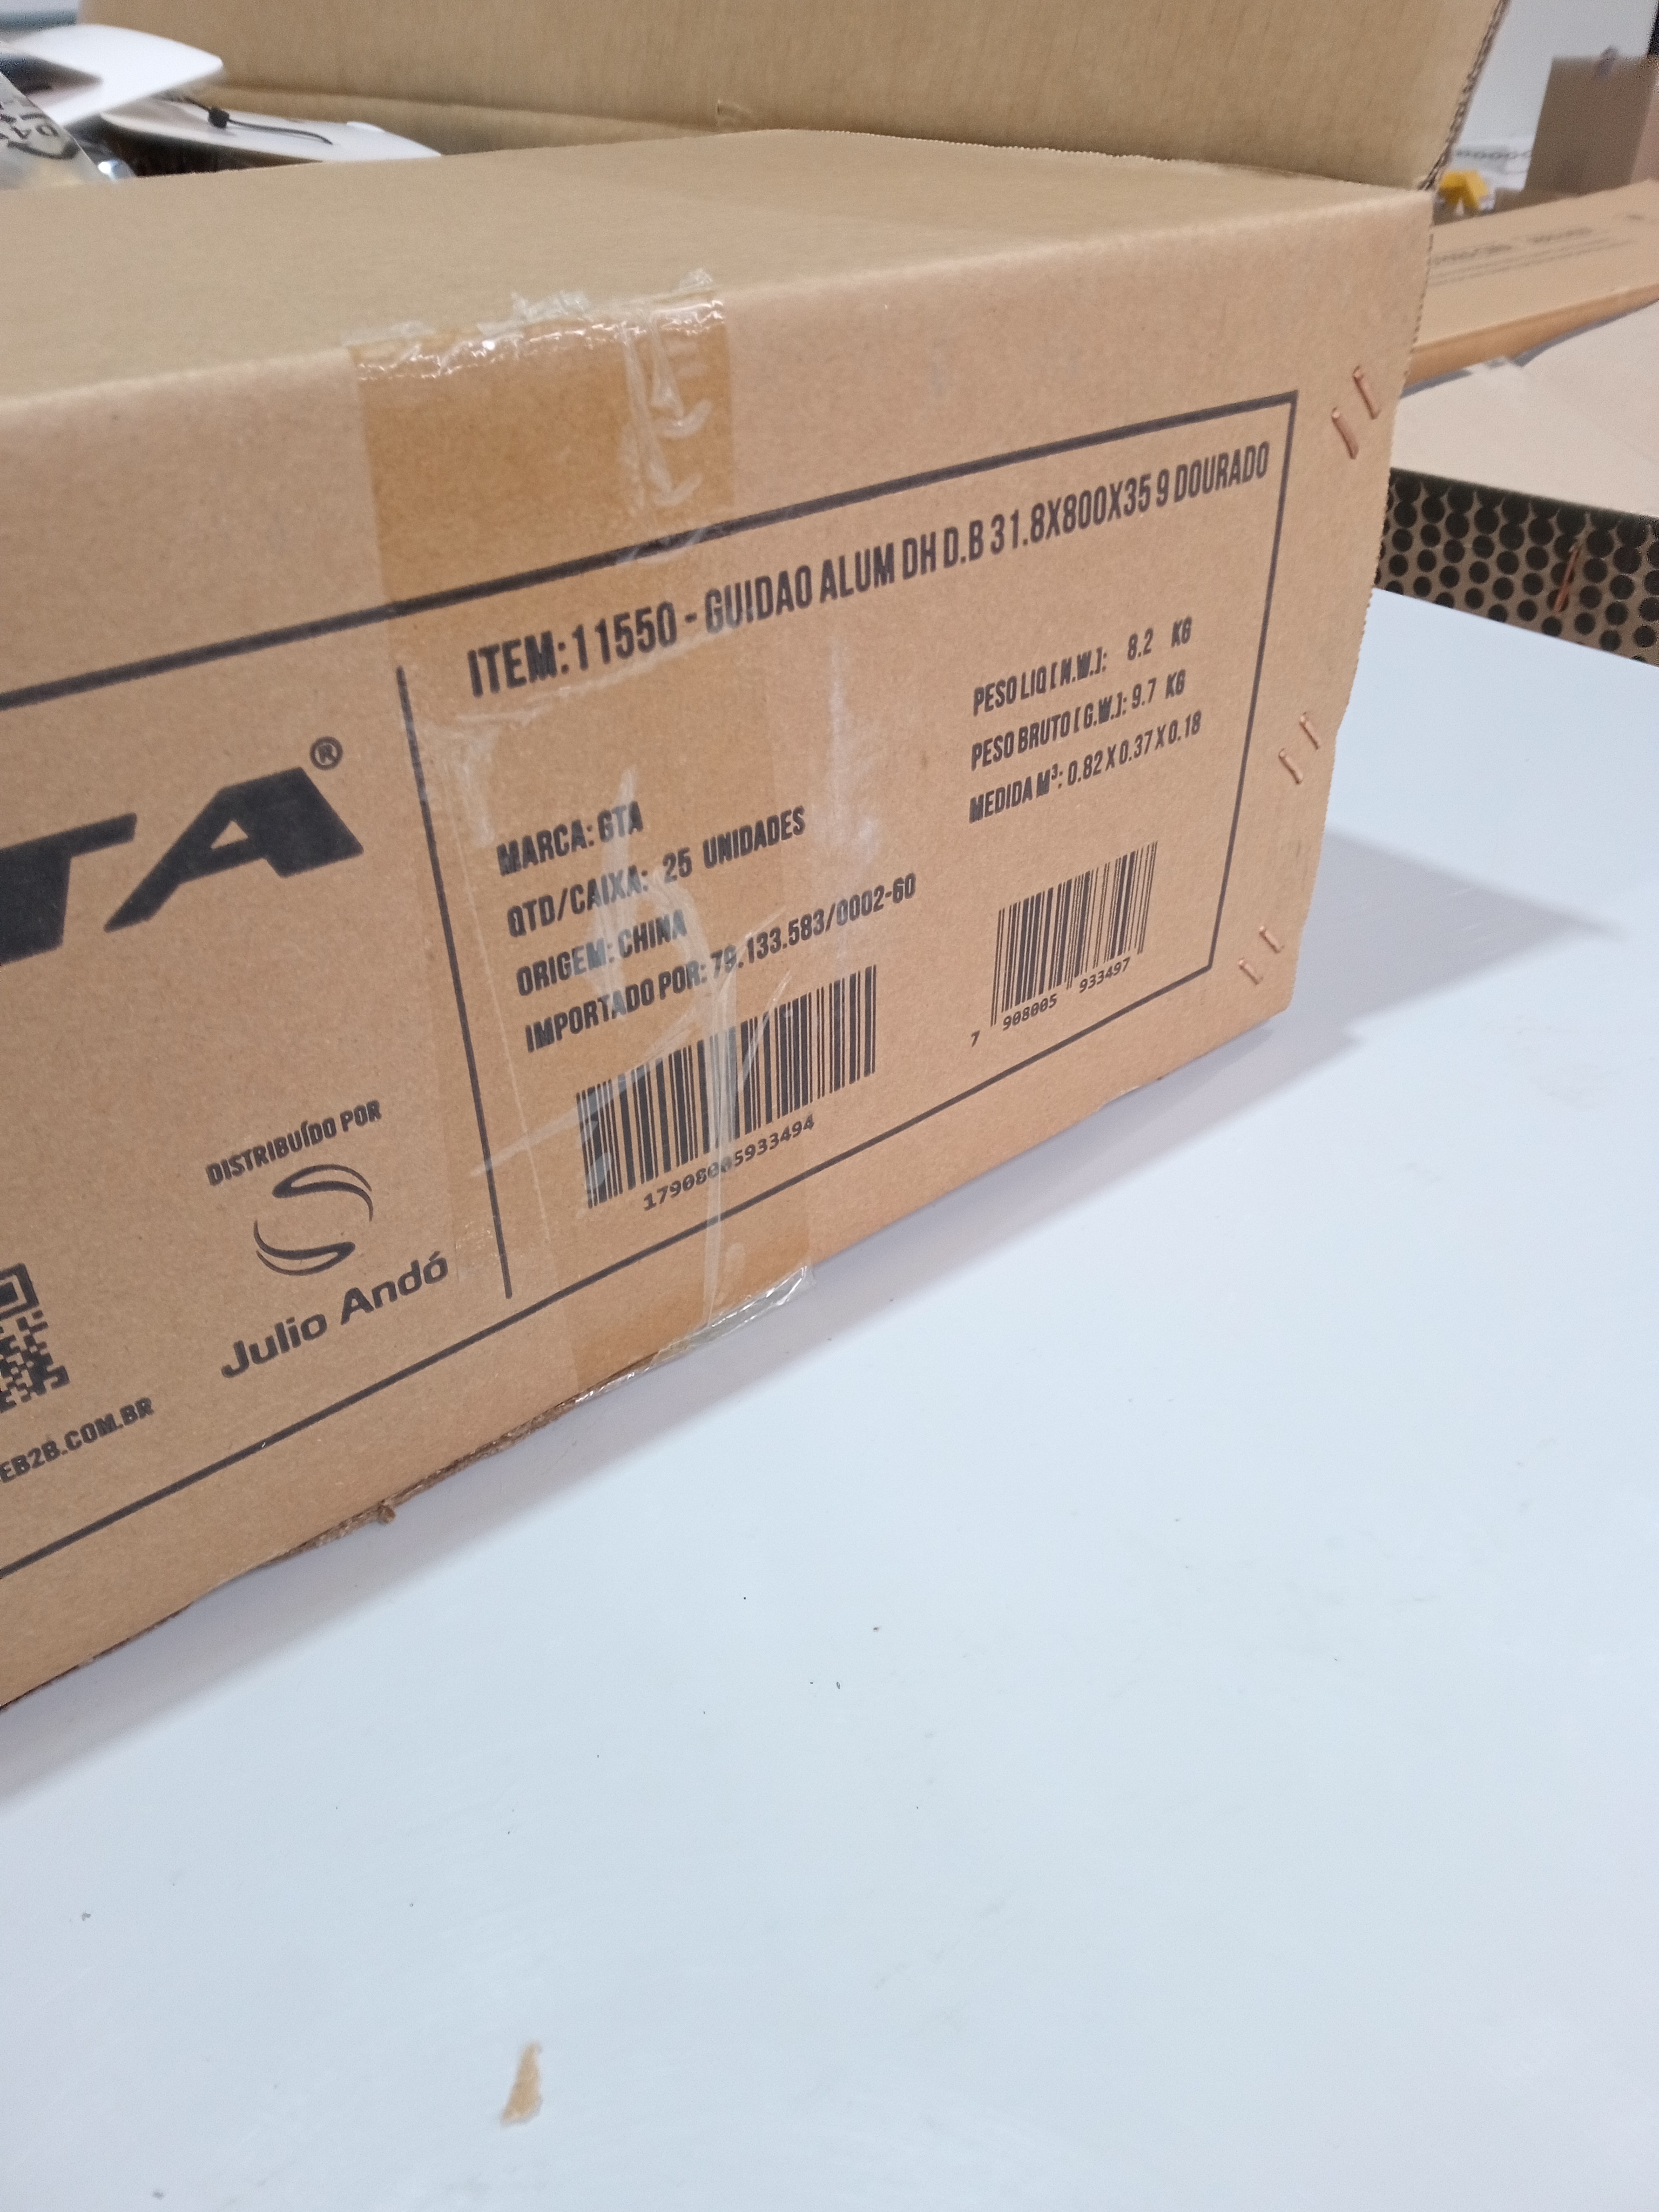 ITEM:11550 - GUIDAO ALUM DH D.B 31.8X800X35 9 DOURADO
PESO LIQ [ N.W.]: 8.2 KG
PESO BRUTO [ G.W.]: 9.7 KG
MEDIDA M³: 0.82 X 0.37 X 0.18
MARCA: GTA
QTD/CAIXA: 25 UNIDADES
ORIGEM: CHINA
IMPORTADO POR: 79.133.583/0002-60
17908005933494
7 908005 933497
TA®
DISTRIBUÍDO POR
Julio Andó
EB2B.COM.BR